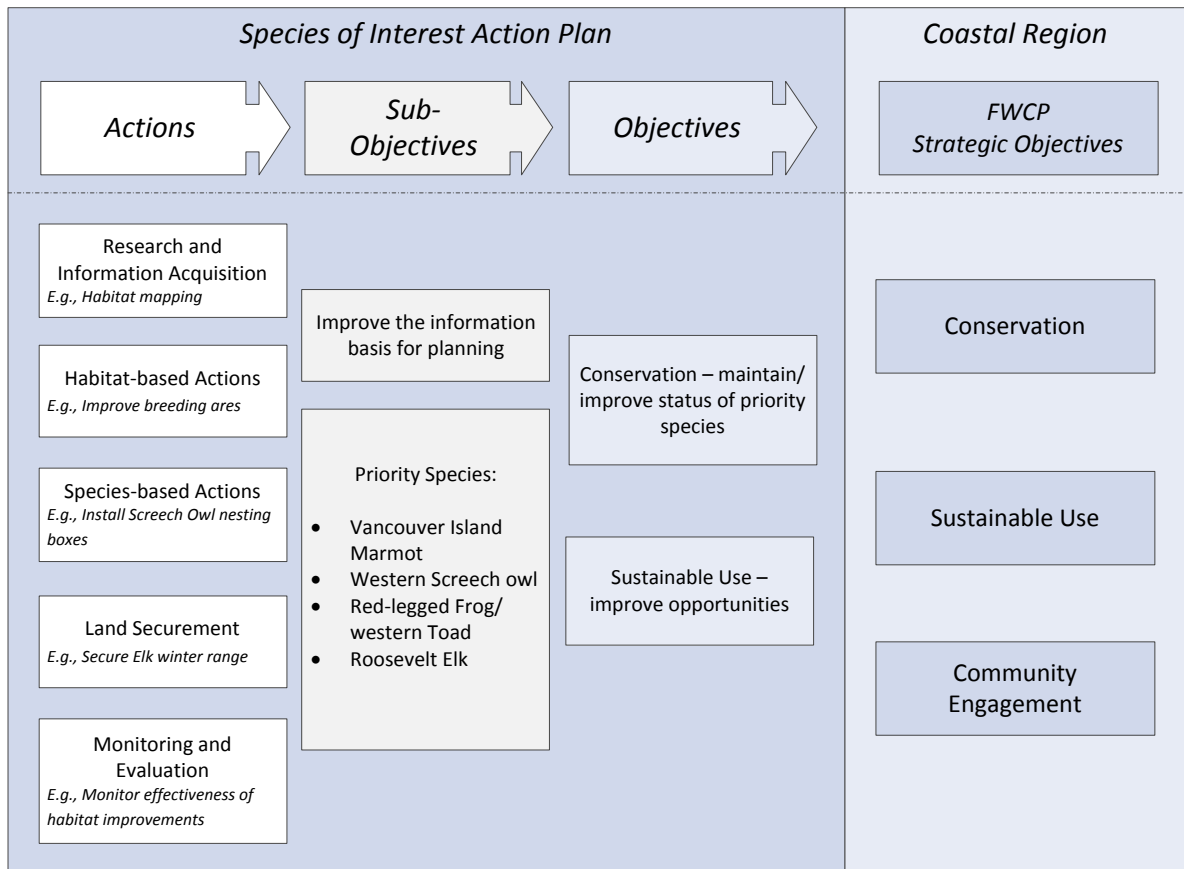 Species of Interest Action Plan
Coastal Region
Actions
Sub-
Objectives
Objectives
FWCP
Strategic Objectives
Research and
Information Acquisition
E.g., Habitat mapping
Habitat-based Actions
E.g., Improve breeding ares
Species-based Actions
E.g., Install Screech Owl nesting
boxes
Land Securement
E.g., Secure Elk winter range
Monitoring and
Evaluation
E.g., Monitor effectiveness of
habitat improvements
Improve the information
basis for planning
Priority Species:
• Vancouver Island
Marmot
• Western Screech owl
• Red-legged Frog/
western Toad
• Roosevelt Elk
Conservation – maintain/
improve status of priority
species
Sustainable Use –
improve opportunities
Conservation
Sustainable Use
Community
Engagement